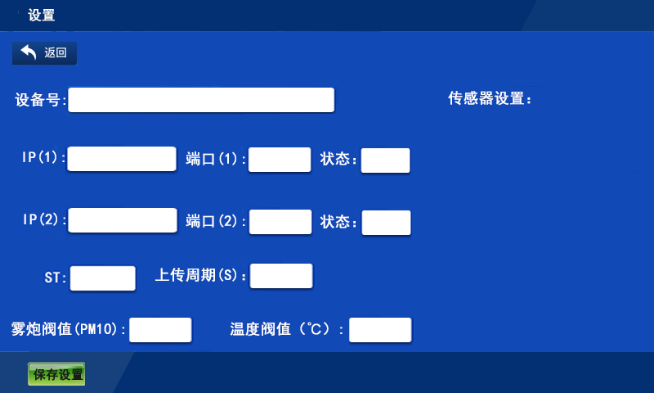 设置
返回
设备号: 传感器设置:
IP(1): 端口(1): 状态:
IP(2): 端口(2): 状态:
ST: 上传周期(S):
雾炮阀值(PM10): 温度阀值（℃）:
保存设置